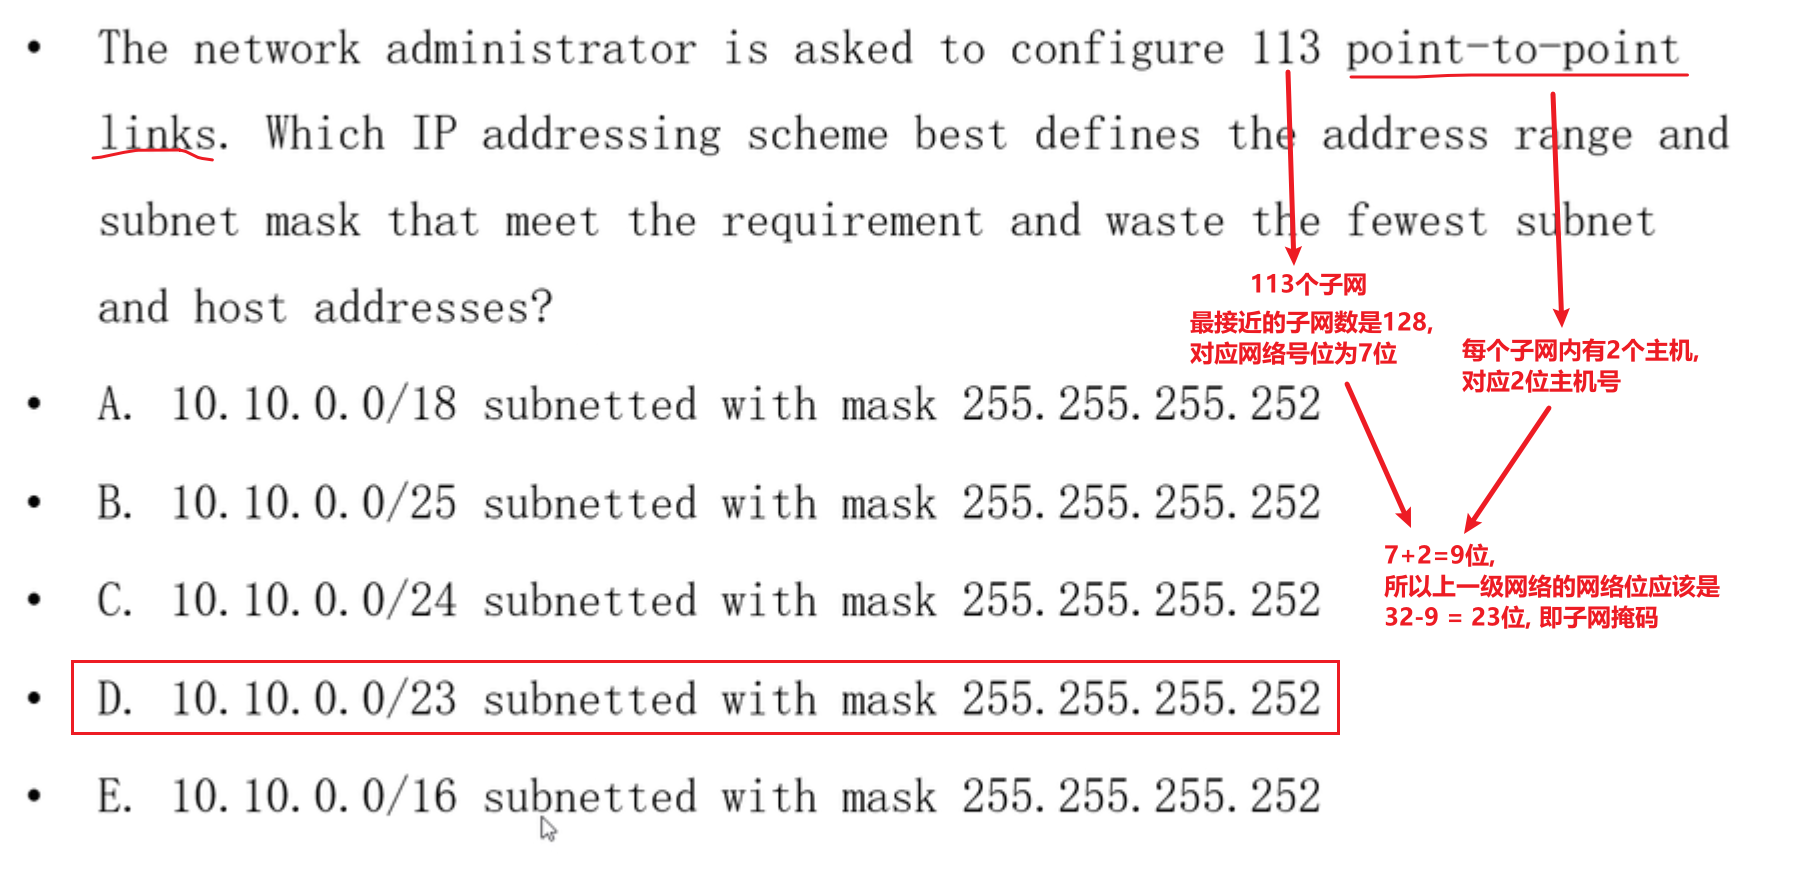 • The network administrator is asked to configure 113 point-to-point
links. Which IP addressing scheme best defines the address range and
subnet mask that meet the requirement and waste the fewest subnet
and host addresses?
113个子网
最接近的子网数是128,
对应网络号位为7位
每个子网内有2个主机,
对应2位主机号
• A. 10.10.0.0/18 subnetted with mask 255.255.255.252
• B. 10.10.0.0/25 subnetted with mask 255.255.255.252
7+2=9位,
所以上一级网络的网络位应该是
32-9 = 23位, 即子网掩码
• C. 10.10.0.0/24 subnetted with mask 255.255.255.252
• D. 10.10.0.0/23 subnetted with mask 255.255.255.252
• E. 10.10.0.0/16 subnetted with mask 255.255.255.252